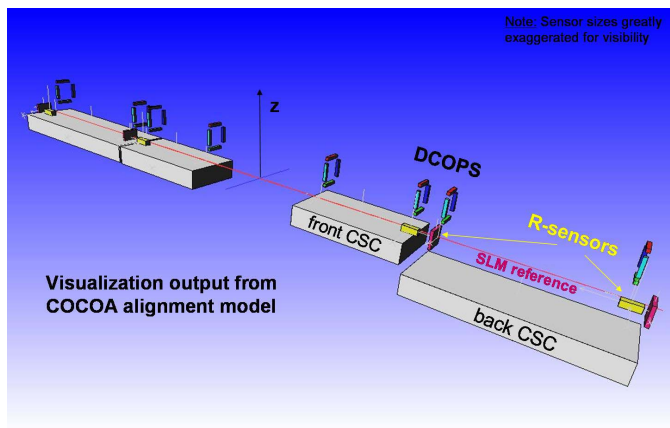 Note: Sensor sizes greatly
exaggerated for visibility
Z
DCOPS
front CSC
R-sensors
SLM reference
Visualization output from
COCOA alignment model
back CSC